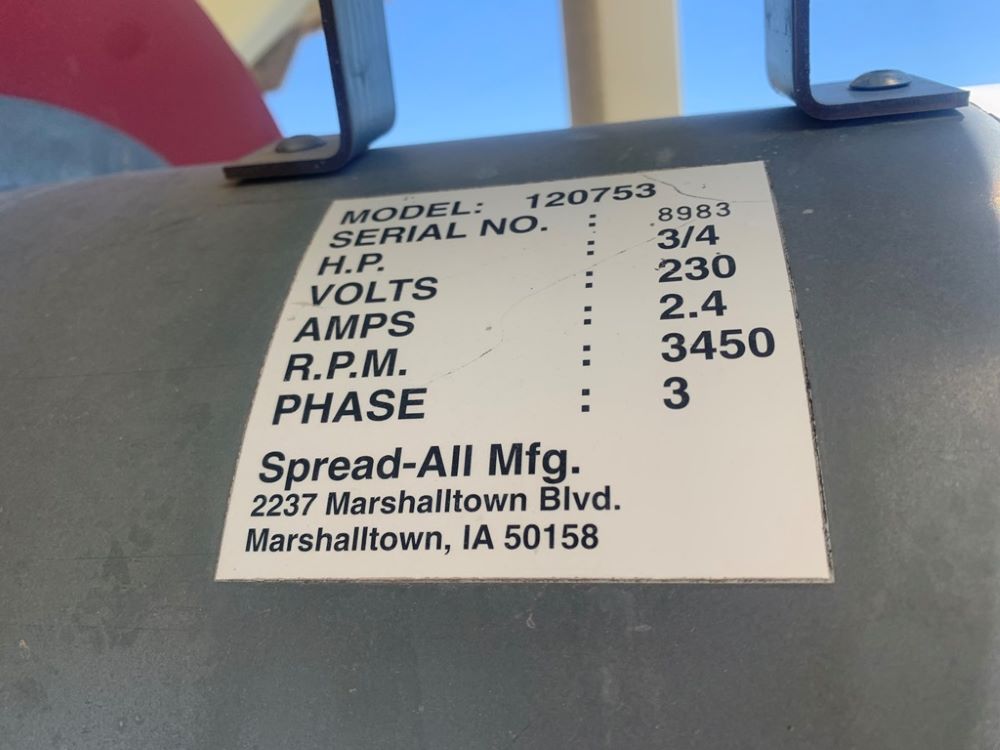 MODEL: 120753
SERIAL NO. : 8983
H.P. : 3/4
VOLTS : 230
AMPS : 2.4
R.P.M. : 3450
PHASE : 3
Spread-All Mfg.
2237 Marshalltown Blvd.
Marshalltown, IA 50158